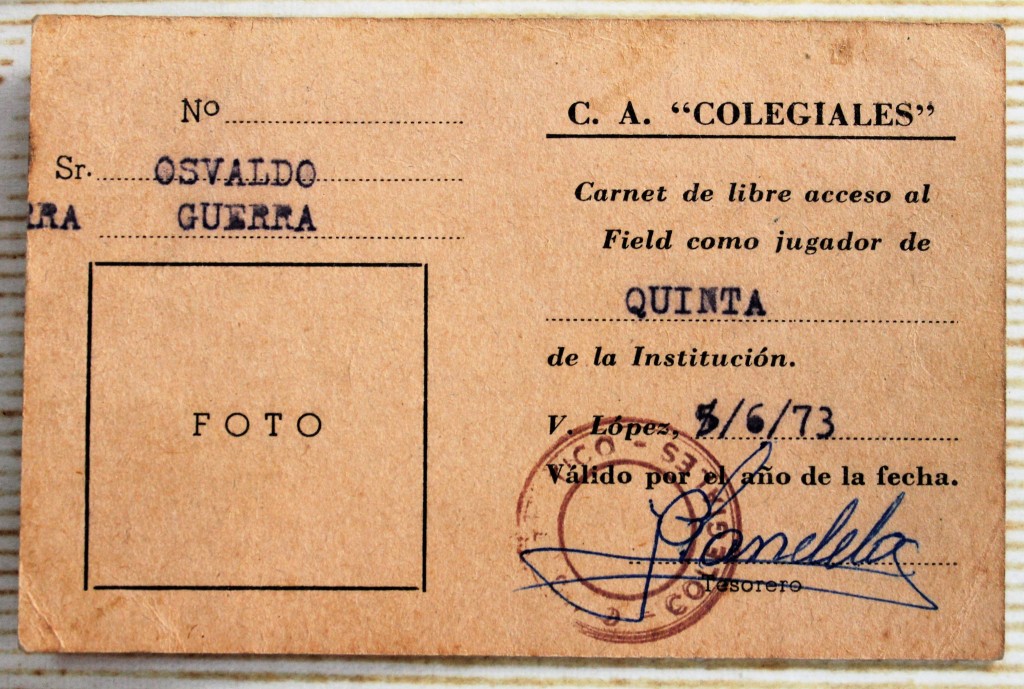 Nº
Sr. OSVALDO
RRA GUERRA
FOTO
C. A. "COLEGIALES"
Carnet de libre acceso al
Field como jugador de
QUINTA
de la Institución.
V. López, /6/73
Válido por el año de la fecha.
Tesorero